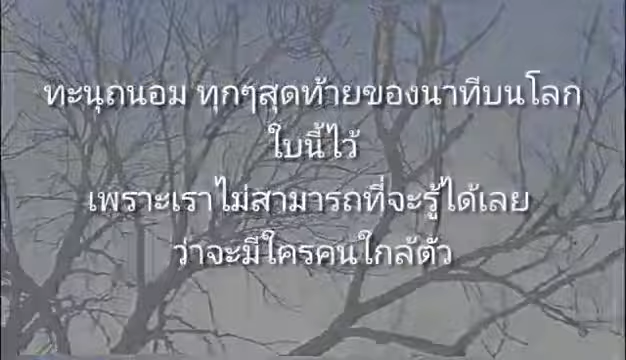 ทะนุถนอม ทุกๆสุดท้ายของนาทีบนโลก
ใบนี้ไว้
เพราะเราไม่สามารถที่จะรู้ได้เลย
ว่าจะมีใครคนใกล้ตัว